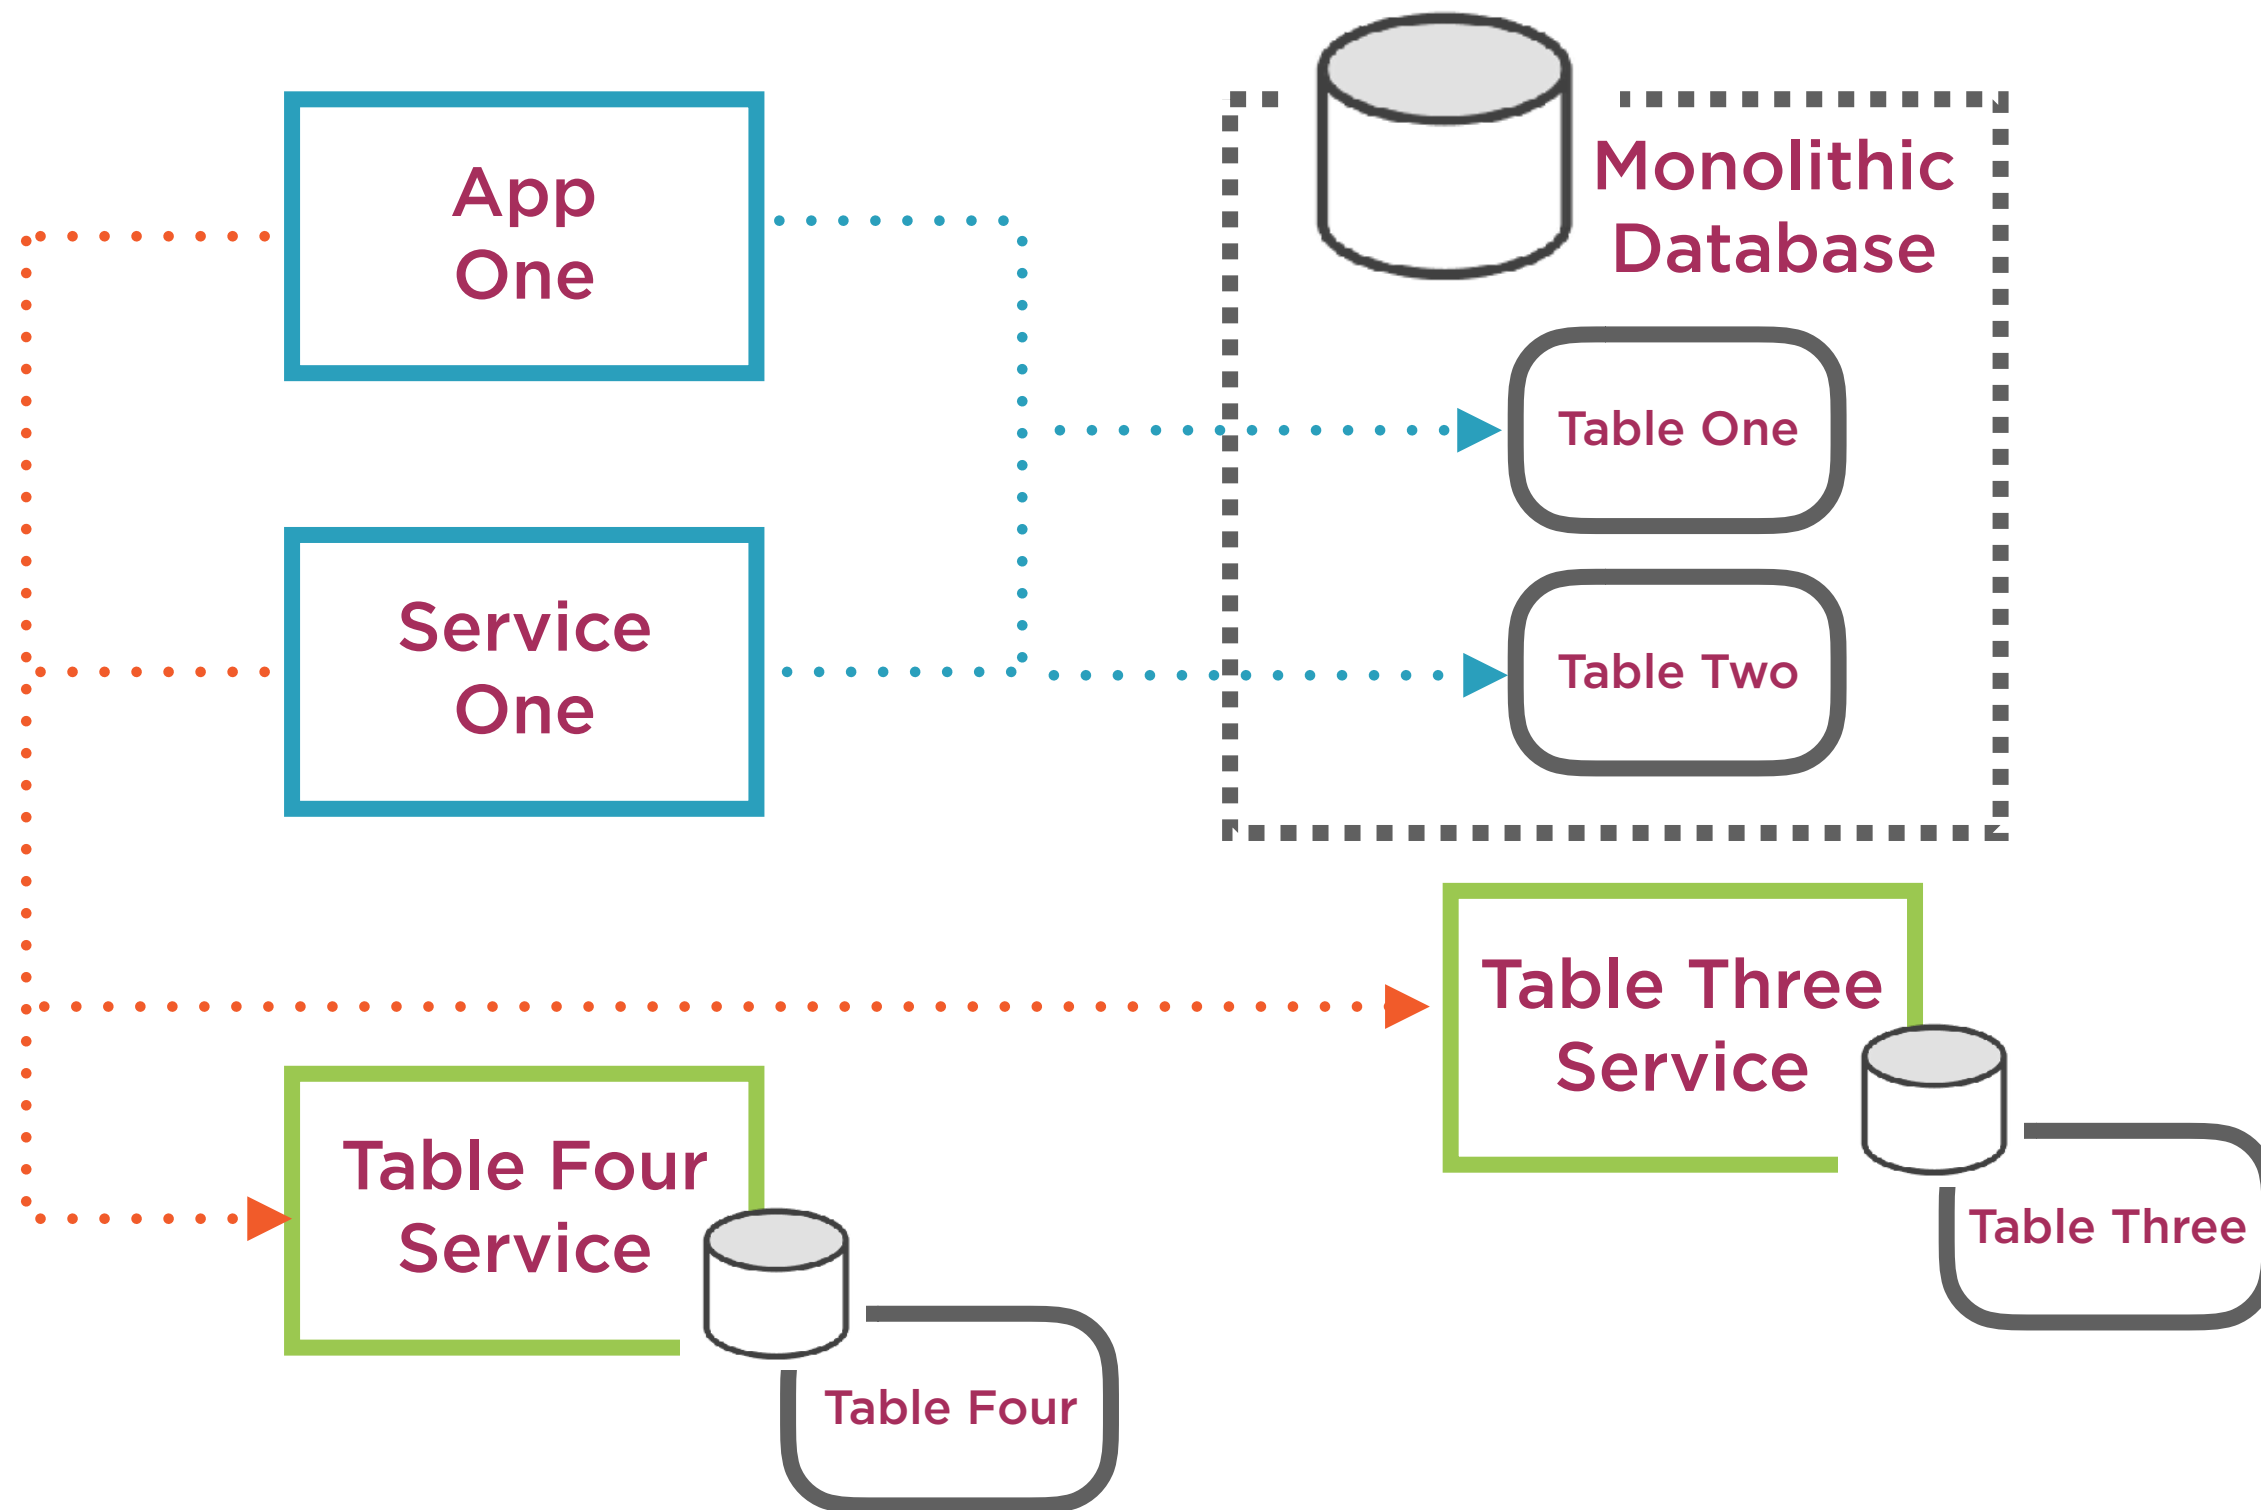 App
One
Monolithic
Database
Table One
Service
One
Table Two
Table Three
Service
Table Three
Table Four
Service
Table Four